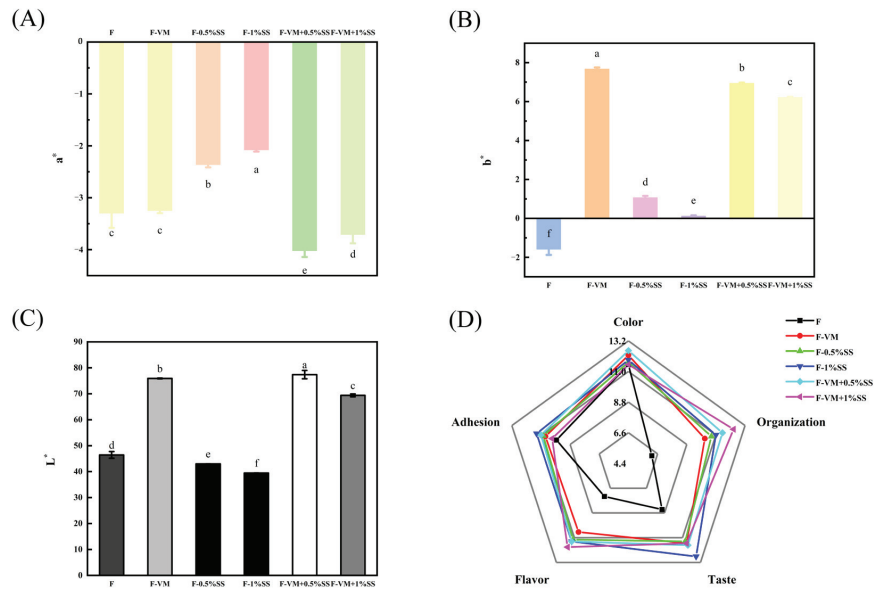 (A)
F F-VM F-0.5%SS F-1%SS F-VM+0.5%SS F-VM+1%SS
0
−1
−2
−3
−4
a*
c c b a e d
(B)
8
6
4
2
0
−2
b*
f a d e b c
F F-VM F-0.5%SS F-1%SS F-VM+0.5%SS F-VM+1%SS
(C)
90
80
70
60
50
40
30
20
10
0
L*
d b e f a c
F F-VM F-0.5%SS F-1%SS F-VM+0.5%SS F-VM+1%SS
(D)
Color
13.2
11.0
8.8
6.6
4.4
Adhesion
Organization
Flavor
Taste
F
F-VM
F-0.5%SS
F-1%SS
F-VM+0.5%SS
F-VM+1%SS